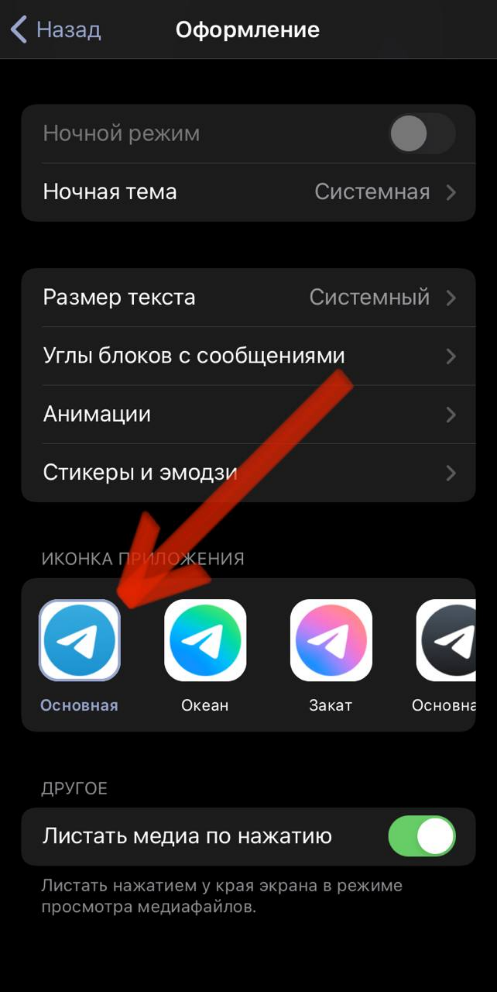 Назад
Оформление
Ночной режим
Ночная тема
Системная
Размер текста
Системный
Углы блоков с сообщениями
Анимации
Стикеры и эмодзи
ИКОНКА ПРИЛОЖЕНИЯ
Основная
Океан
Закат
Основна
ДРУГОЕ
Листать медиа по нажатию
Листать нажатием у края экрана в режиме
просмотра медиафайлов.